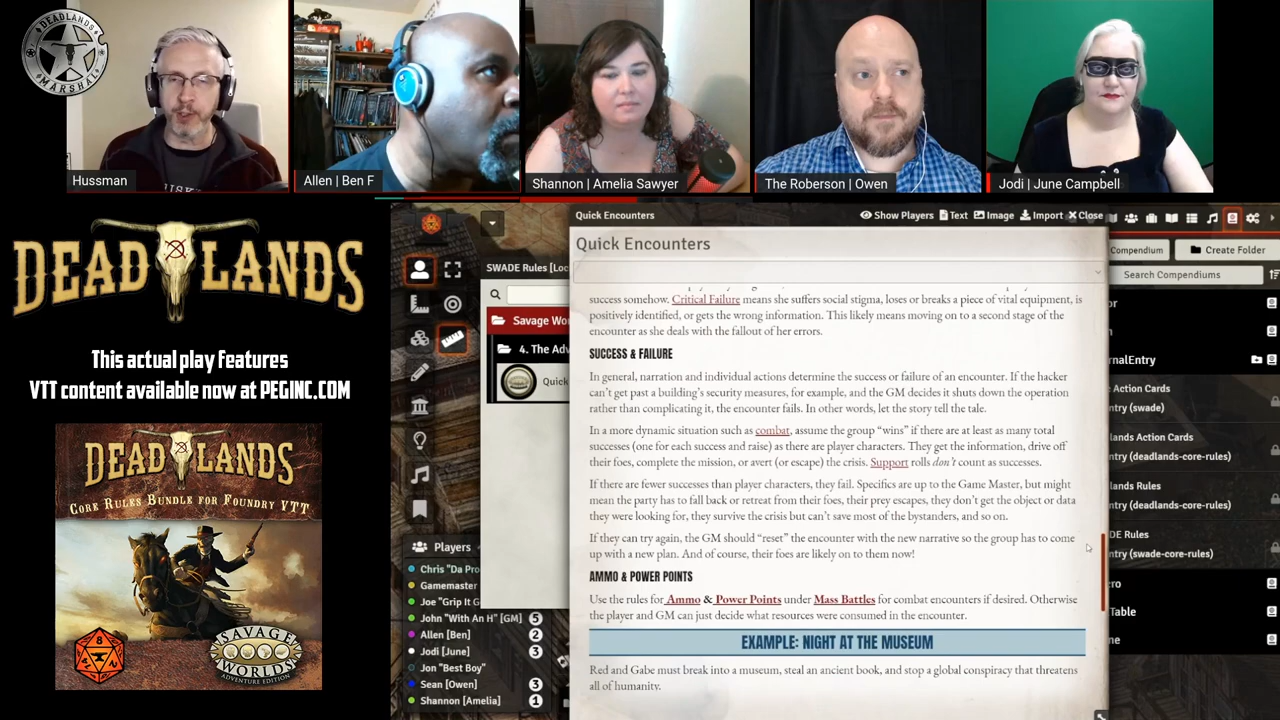 DEADLANDS
MARSHAL
Hussman
Allen | Ben F
Shannon | Amelia Sawyer
The Roberson | Owen
Jodi | June Campbell
DEADLANDS
This actual play features
VTT content available now at PEGINC.COM
DEADLANDS
CORE RULES BUNDLE FOR FOUNDRY VTT
8
SAVAGE
WORLDS
ADVENTURE EDITION
SWADE Rules [Loc
Savage Wo
4. The Adv
Quick
Players
Chris "Da Pro
Gamemaster
Joe "Grip It G
John "With An H" [GM] 5
Allen [Ben] 2
Jodi [June] 3
Jon "Best Boy"
Sean [Owen] 3
Shannon [Amelia] 1
Quick Encounters
Show Players Text Image Import Close
Quick Encounters
success somehow. Critical Failure means she suffers social stigma, loses or breaks a piece of vital equipment, is
positively identified, or gets the wrong information. This likely means moving on to a second stage of the
encounter as she deals with the fallout of her errors.
SUCCESS & FAILURE
In general, narration and individual actions determine the success or failure of an encounter. If the hacker
can't get past a building's security measures, for example, and the GM decides it shuts down the operation
rather than complicating it, the encounter fails. In other words, let the story tell the tale.
In a more dynamic situation such as combat, assume the group "wins" if there are at least as many total
successes (one for each success and raise) as there are player characters. They get the information, drive off
their foes, complete the mission, or avert (or escape) the crisis. Support rolls don't count as successes.
If there are fewer successes than player characters, they fail. Specifics are up to the Game Master, but might
mean the party has to fall back or retreat from their foes, their prey escapes, they don't get the object or data
they were looking for, they survive the crisis but can't save most of the bystanders, and so on.
If they can try again, the GM should "reset" the encounter with the new narrative so the group has to come
up with a new plan. And of course, their foes are likely on to them now!
AMMO & POWER POINTS
Use the rules for Ammo & Power Points under Mass Battles for combat encounters if desired. Otherwise
the player and GM can just decide what resources were consumed in the encounter.
EXAMPLE: NIGHT AT THE MUSEUM
Red and Gabe must break into a museum, steal an ancient book, and stop a global conspiracy that threatens
all of humanity.
Compendium
Create Folder
Search Compendiums
or
n
rnalEntry
Action Cards
ntry (swade)
lands Action Cards
ntry (deadlands-core-rules)
lands Rules
ntry (deadlands-core-rules)
DE Rules
ntry (swade-core-rules)
ro
Table
ne